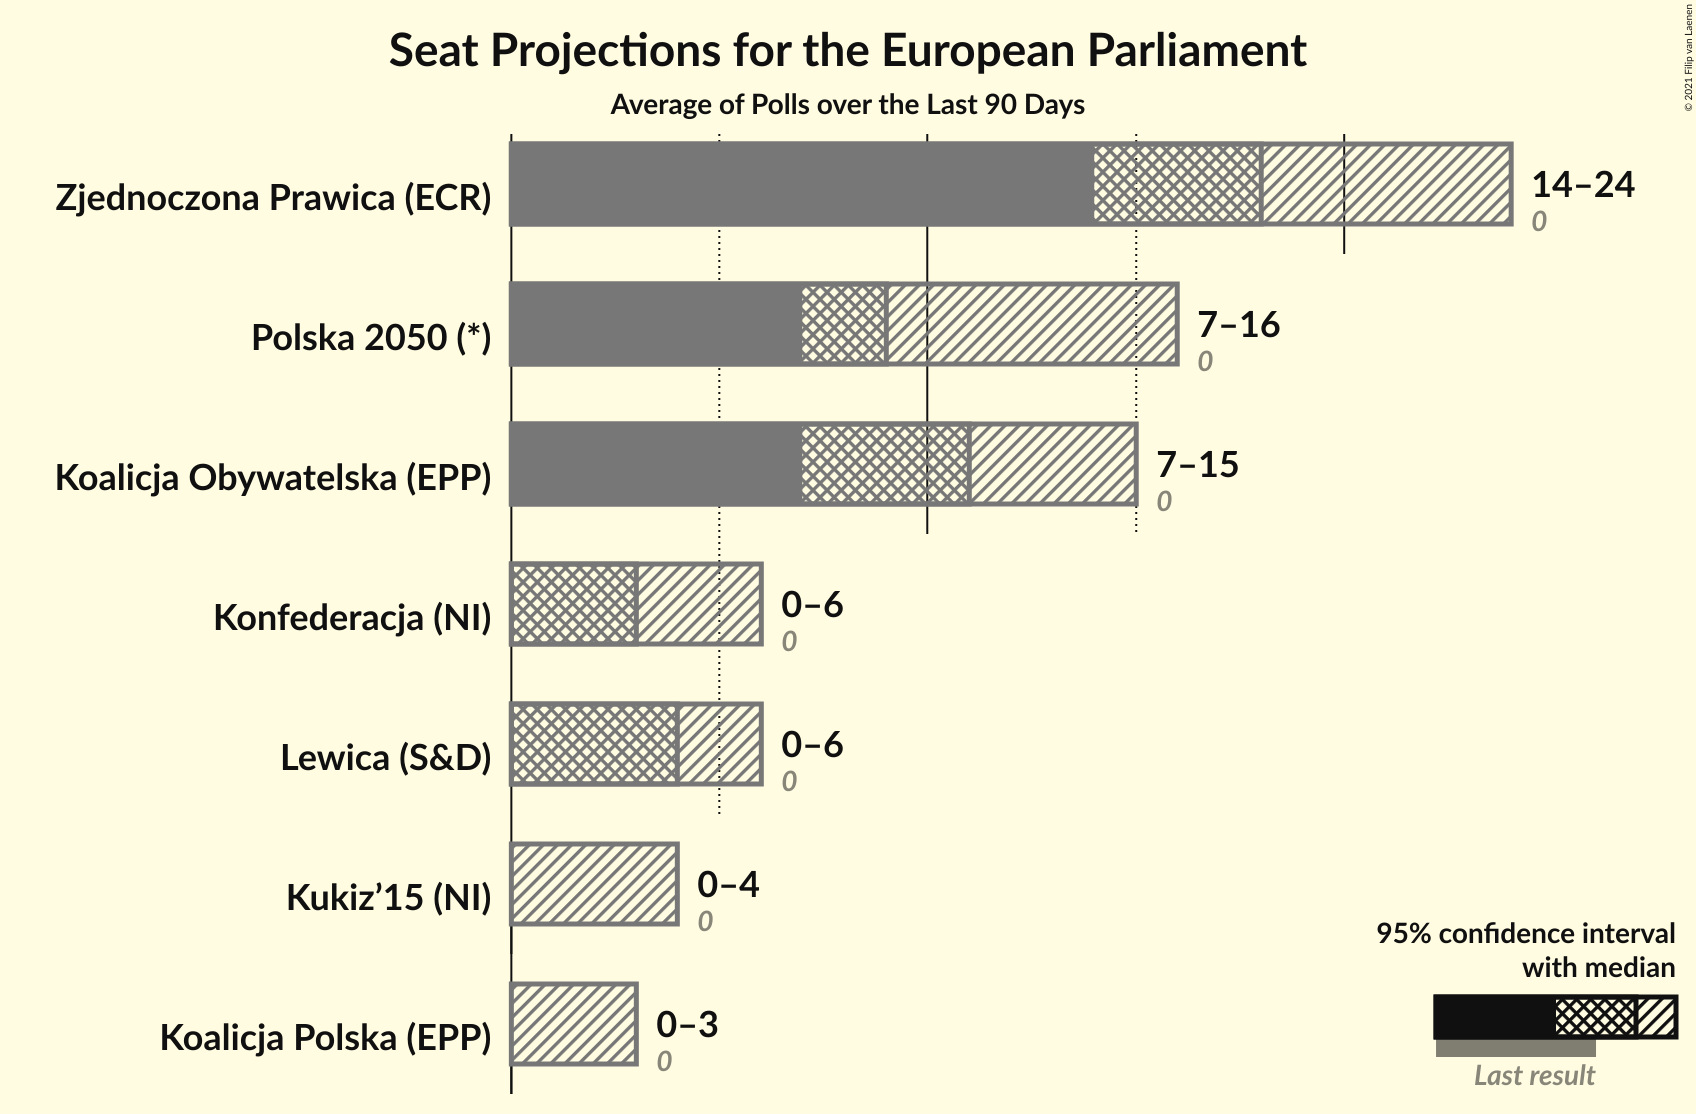 Seat Projections for the European Parliament
Average of Polls over the Last 90 Days
© 2021 Filip van Laenen
Zjednoczona Prawica (ECR)
14–24
0
Polska 2050 (*)
7–16
0
Koalicja Obywatelska (EPP)
7–15
0
Konfederacja (NI)
0–6
0
Lewica (S&D)
0–6
0
Kukiz’15 (NI)
0–4
0
Koalicja Polska (EPP)
0–3
0
95% confidence interval
with median
Last result